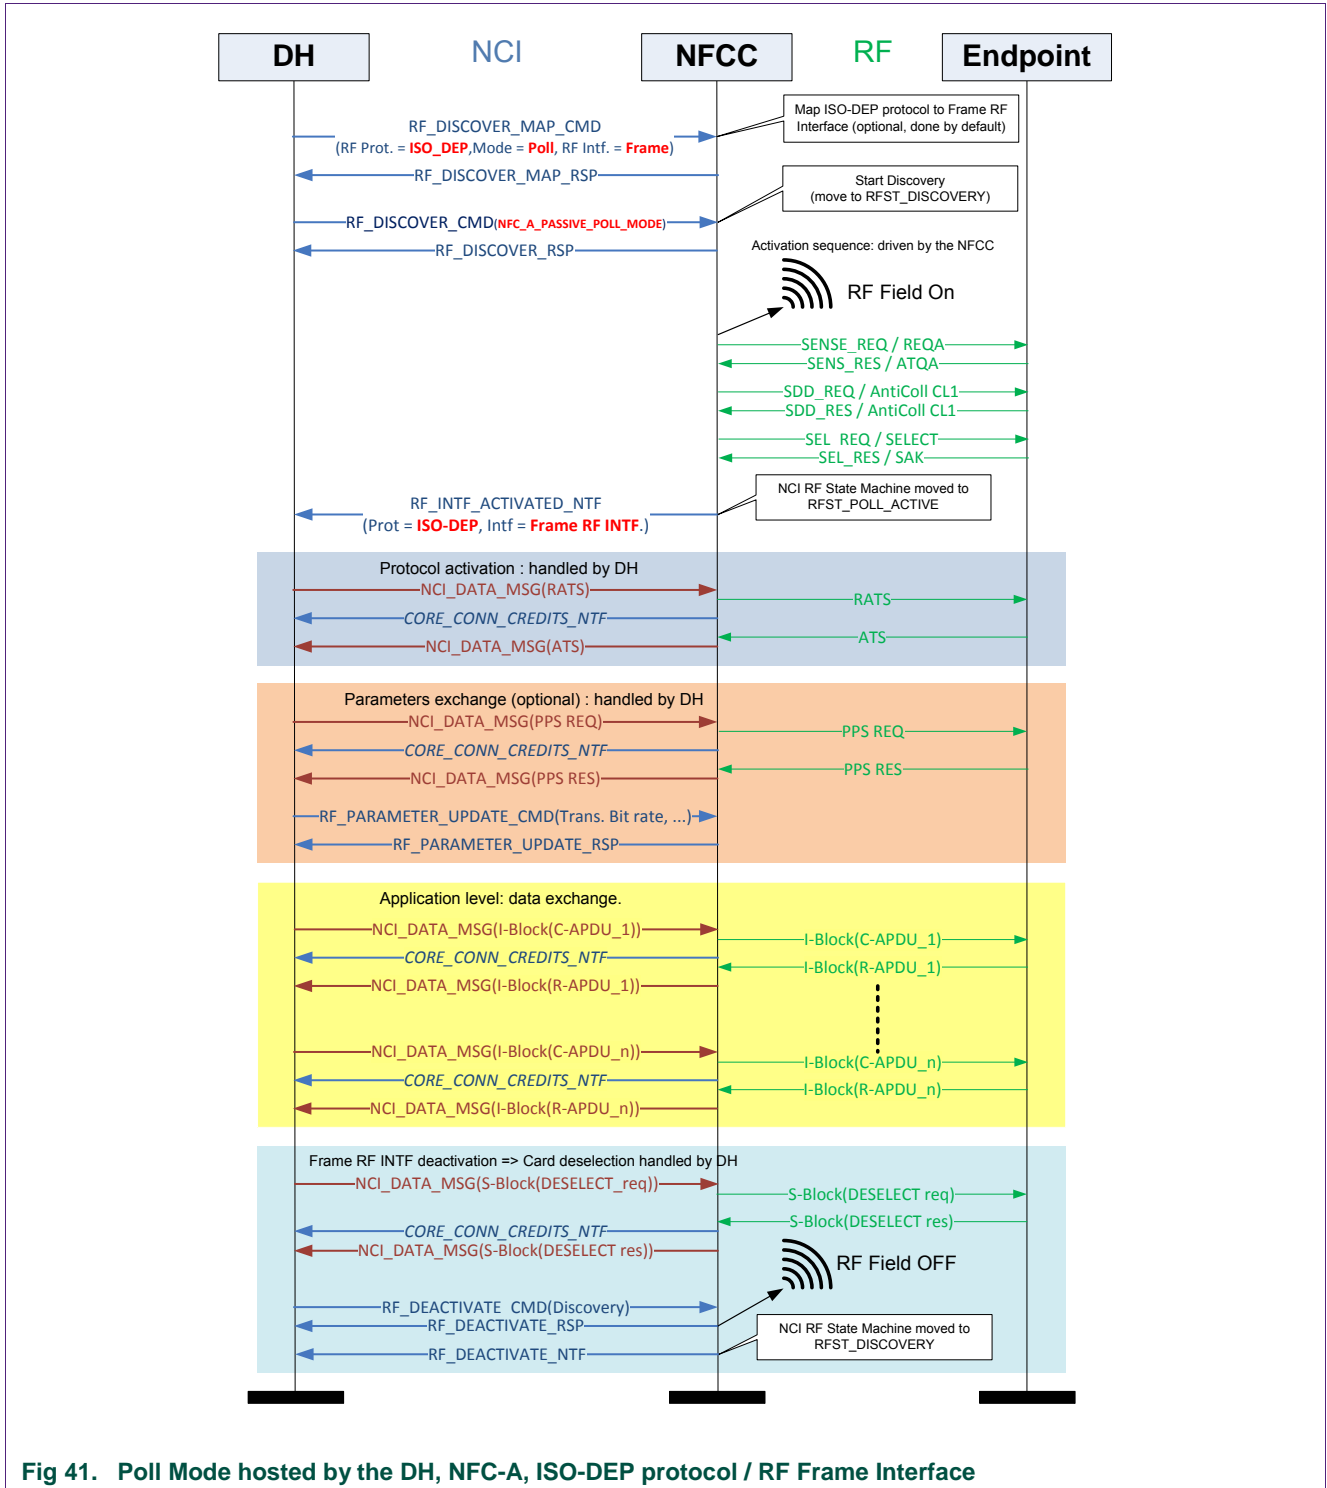 DH
NCI
NFCC
RF
Endpoint
Map ISO-DEP protocol to Frame RF
Interface (optional, done by default)
RF_DISCOVER_MAP_CMD
(RF Prot. = ISO_DEP,Mode = Poll, RF Intf. = Frame)
RF_DISCOVER_MAP_RSP
Start Discovery
(move to RFST_DISCOVERY)
RF_DISCOVER_CMD(NFC_A_PASSIVE_POLL_MODE)
RF_DISCOVER_RSP
Activation sequence: driven by the NFCC
RF Field On
SENSE_REQ / REQA
SENS_RES / ATQA
SDD_REQ / AntiColl CL1
SDD_RES / AntiColl CL1
SEL_REQ / SELECT
SEL_RES / SAK
NCI RF State Machine moved to
RFST_POLL_ACTIVE
RF_INTF_ACTIVATED_NTF
(Prot = ISO-DEP, Intf = Frame RF INTF.)
Protocol activation : handled by DH
NCI_DATA_MSG(RATS)
RATS
CORE_CONN_CREDITS_NTF
ATS
NCI_DATA_MSG(ATS)
Parameters exchange (optional) : handled by DH
NCI_DATA_MSG(PPS REQ)
PPS REQ
CORE_CONN_CREDITS_NTF
PPS RES
NCI_DATA_MSG(PPS RES)
RF_PARAMETER_UPDATE_CMD(Trans. Bit rate, ...)
RF_PARAMETER_UPDATE_RSP
Application level: data exchange.
NCI_DATA_MSG(I-Block(C-APDU_1))
I-Block(C-APDU_1)
CORE_CONN_CREDITS_NTF
I-Block(R-APDU_1)
NCI_DATA_MSG(I-Block(R-APDU_1))
NCI_DATA_MSG(I-Block(C-APDU_n))
I-Block(C-APDU_n)
CORE_CONN_CREDITS_NTF
I-Block(R-APDU_n)
NCI_DATA_MSG(I-Block(R-APDU_n))
Frame RF INTF deactivation => Card deselection handled by DH
NCI_DATA_MSG(S-Block(DESELECT_req))
S-Block(DESELECT req)
S-Block(DESELECT res)
CORE_CONN_CREDITS_NTF
NCI_DATA_MSG(S-Block(DESELECT res))
RF Field OFF
RF_DEACTIVATE_CMD(Discovery)
RF_DEACTIVATE_RSP
NCI RF State Machine moved to
RFST_DISCOVERY
RF_DEACTIVATE_NTF
Fig 41. Poll Mode hosted by the DH, NFC-A, ISO-DEP protocol / RF Frame Interface